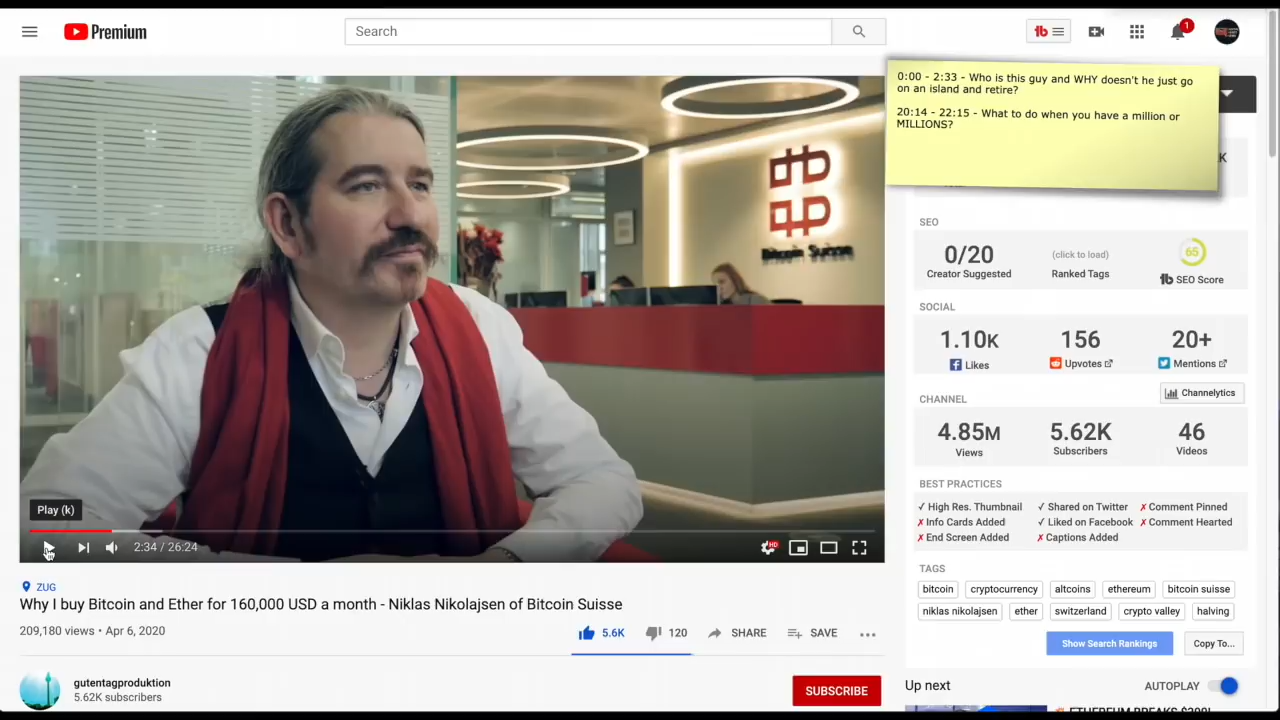 Premium
Search
1
0:00 - 2:33 - Who is this guy and WHY doesn't he just go
on an island and retire?
20:14 - 22:15 - What to do when you have a million or
MILLIONS?
K
Bitcoin Suisse
SEO
0/20
Creator Suggested
(click to load)
Ranked Tags
65
tb SEO Score
SOCIAL
1.10K
Likes
156
Upvotes
20+
Mentions
Channelytics
CHANNEL
4.85M
Views
5.62K
Subscribers
46
Videos
BEST PRACTICES
✓ High Res. Thumbnail ✓ Shared on Twitter ✗ Comment Pinned
✗ Info Cards Added ✓ Liked on Facebook ✗ Comment Hearted
✗ End Screen Added ✗ Captions Added
TAGS
bitcoin cryptocurrency altcoins ethereum bitcoin suisse
niklas nikolajsen ether switzerland crypto valley halving
Show Search Rankings Copy To...
Play (k)
2:34 / 26:24
HD
ZUG
Why I buy Bitcoin and Ether for 160,000 USD a month - Niklas Nikolajsen of Bitcoin Suisse
209,180 views • Apr 6, 2020
5.6K 120 SHARE SAVE
gutentagproduktion
5.62K subscribers
SUBSCRIBE
Up next AUTOPLAY
ETHEREUM BREAKS $300!